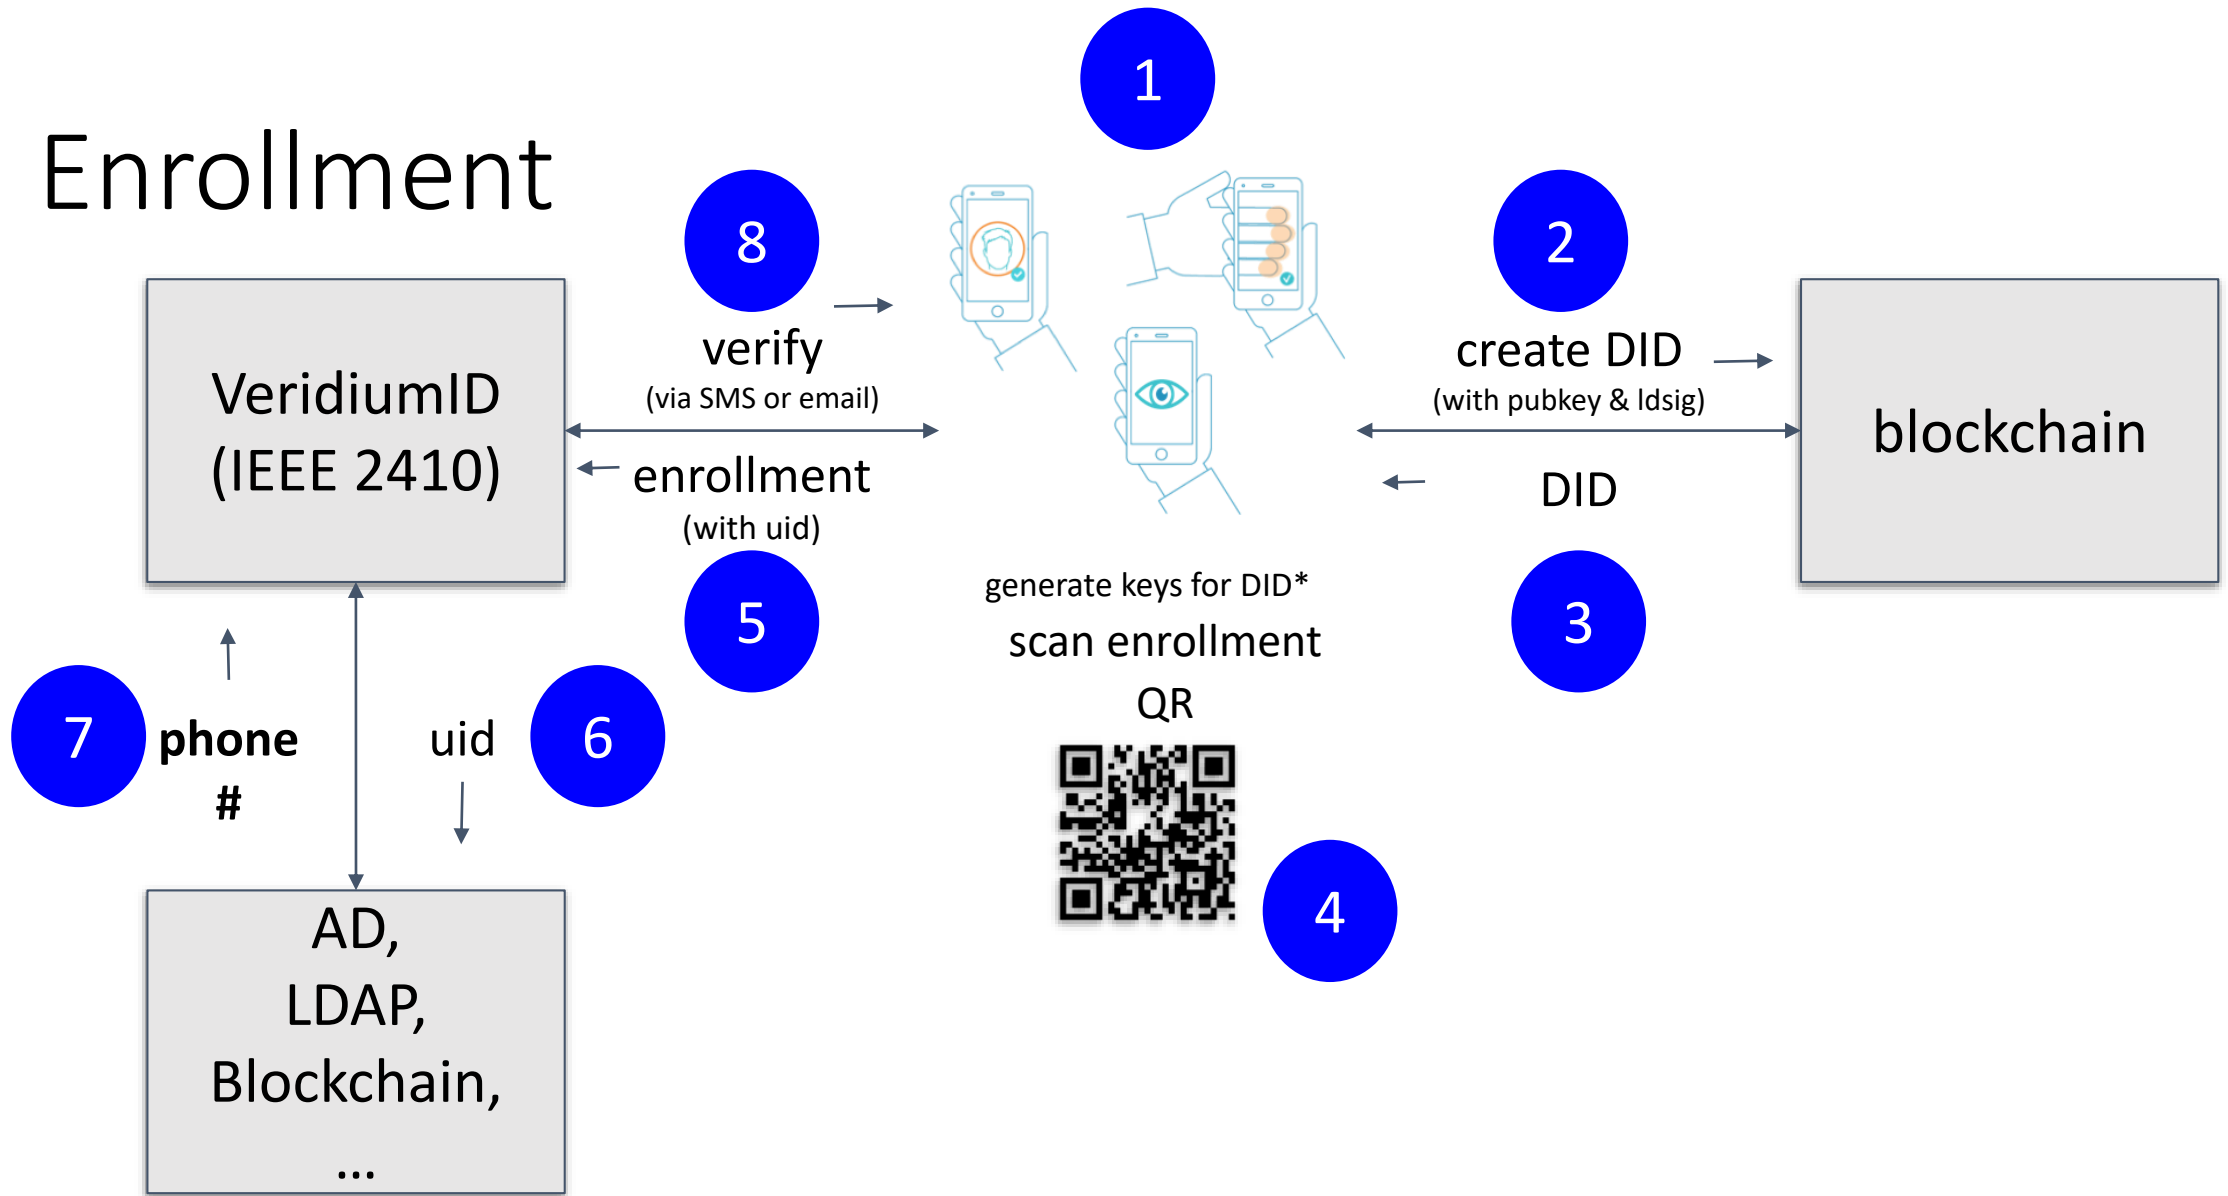 Enrollment
1
8
2
verify
(via SMS or email)
create DID
(with pubkey & ldsig)
VeridiumID
(IEEE 2410)
blockchain
enrollment
(with uid)
DID
5
generate keys for DID*
scan enrollment
QR
3
7
phone
#
uid
6
4
AD,
LDAP,
Blockchain,
...